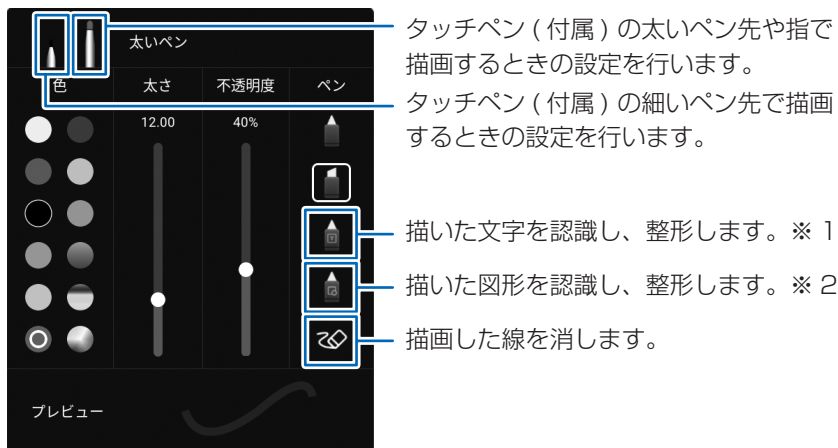 太いペン
色 太さ 不透明度 ペン
12.00 40%
プレビュー
タッチペン ( 付属 ) の太いペン先や指で
描画するときの設定を行います。
タッチペン ( 付属 ) の細いペン先で描画
するときの設定を行います。
描いた文字を認識し、整形します。※ 1
描いた図形を認識し、整形します。※ 2
描画した線を消します。